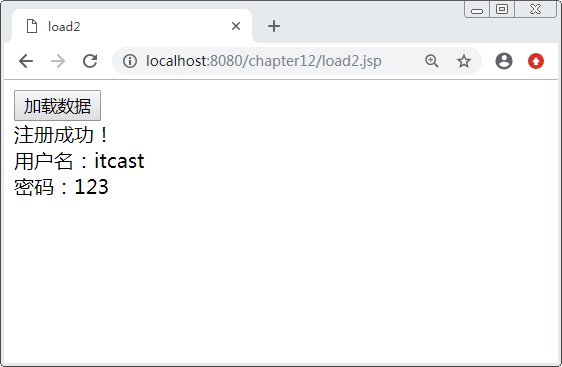 load2
localhost:8080/chapter12/load2.jsp
加载数据
注册成功！
用户名：itcast
密码：123